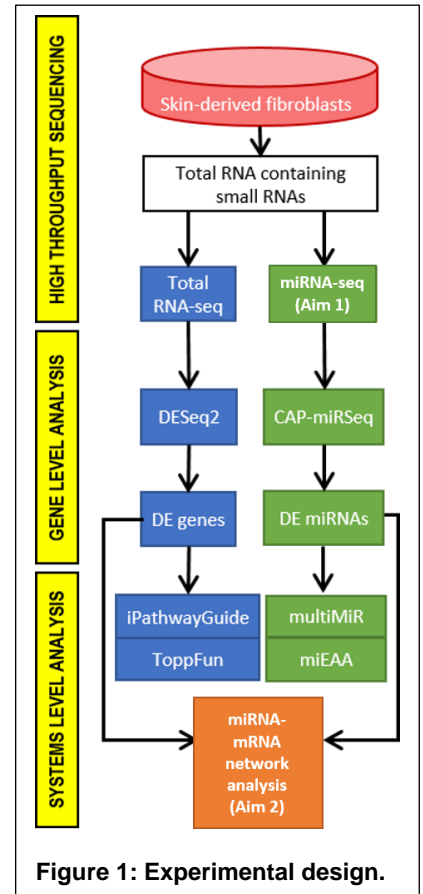 HIGH THROUGHPUT SEQUENCING
Skin-derived fibroblasts
Total RNA containing
small RNAs
Total
RNA-seq
miRNA-seq
(Aim 1)
GENE LEVEL ANALYSIS
DESeq2
CAP-miRSeq
DE genes
DE miRNAs
SYSTEMS LEVEL ANALYSIS
iPathwayGuide
multiMiR
ToppFun
miEAA
miRNA-
mRNA
network
analysis
(Aim 2)
Figure 1: Experimental design.